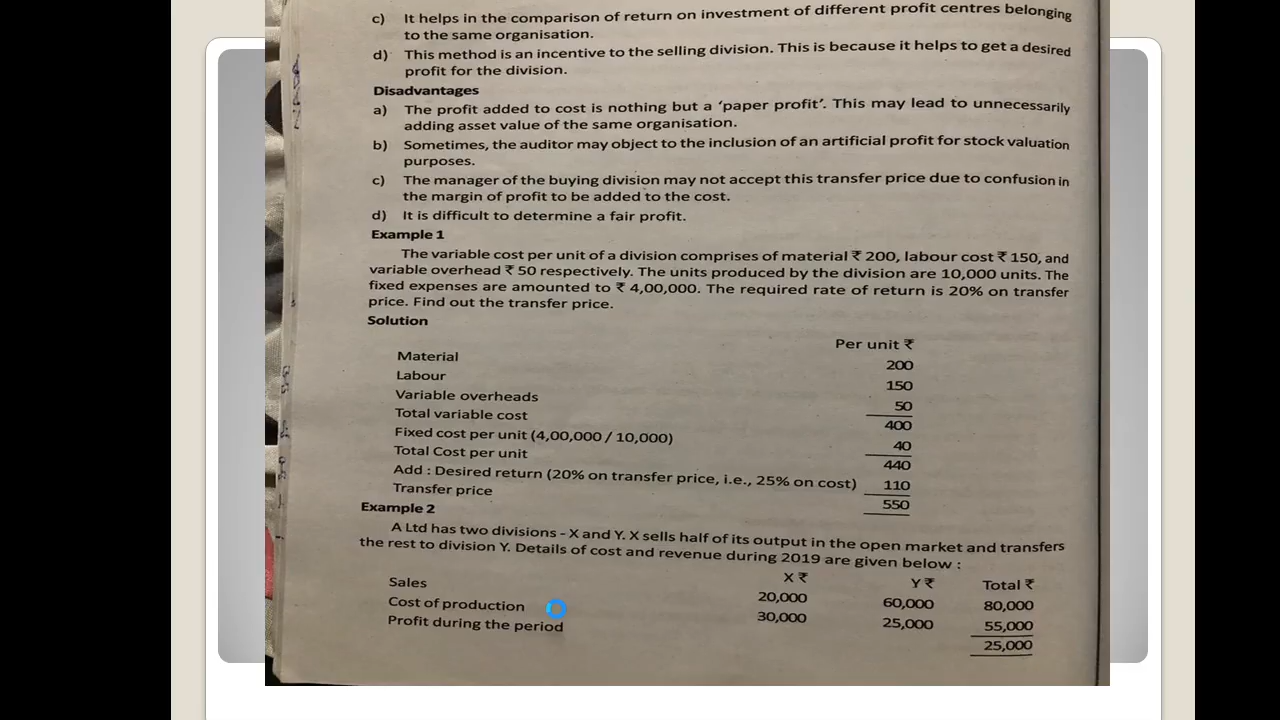 c) It helps in the comparison of return on investment of different profit centres belonging
to the same organisation.
d) This method is an incentive to the selling division. This is because it helps to get a desired
profit for the division.
Disadvantages
a) The profit added to cost is nothing but a ‘paper profit’. This may lead to unnecessarily
adding asset value of the same organisation.
b) Sometimes, the auditor may object to the inclusion of an artificial profit for stock valuation
purposes.
c) The manager of the buying division may not accept this transfer price due to confusion in
the margin of profit to be added to the cost.
d) It is difficult to determine a fair profit.
Example 1
The variable cost per unit of a division comprises of material ₹ 200, labour cost ₹ 150, and
variable overhead ₹ 50 respectively. The units produced by the division are 10,000 units. The
fixed expenses are amounted to ₹ 4,00,000. The required rate of return is 20% on transfer
price. Find out the transfer price.
Solution
Per unit ₹
Material 200
Labour 150
Variable overheads 50
Total variable cost 400
Fixed cost per unit (4,00,000 / 10,000) 40
Total Cost per unit 440
Add : Desired return (20% on transfer price, i.e., 25% on cost) 110
Transfer price 550
Example 2
A Ltd has two divisions - X and Y. X sells half of its output in the open market and transfers
the rest to division Y. Details of cost and revenue during 2019 are given below :
X ₹ Y ₹ Total ₹
Sales 20,000 60,000 80,000
Cost of production 30,000 25,000 55,000
Profit during the period 25,000